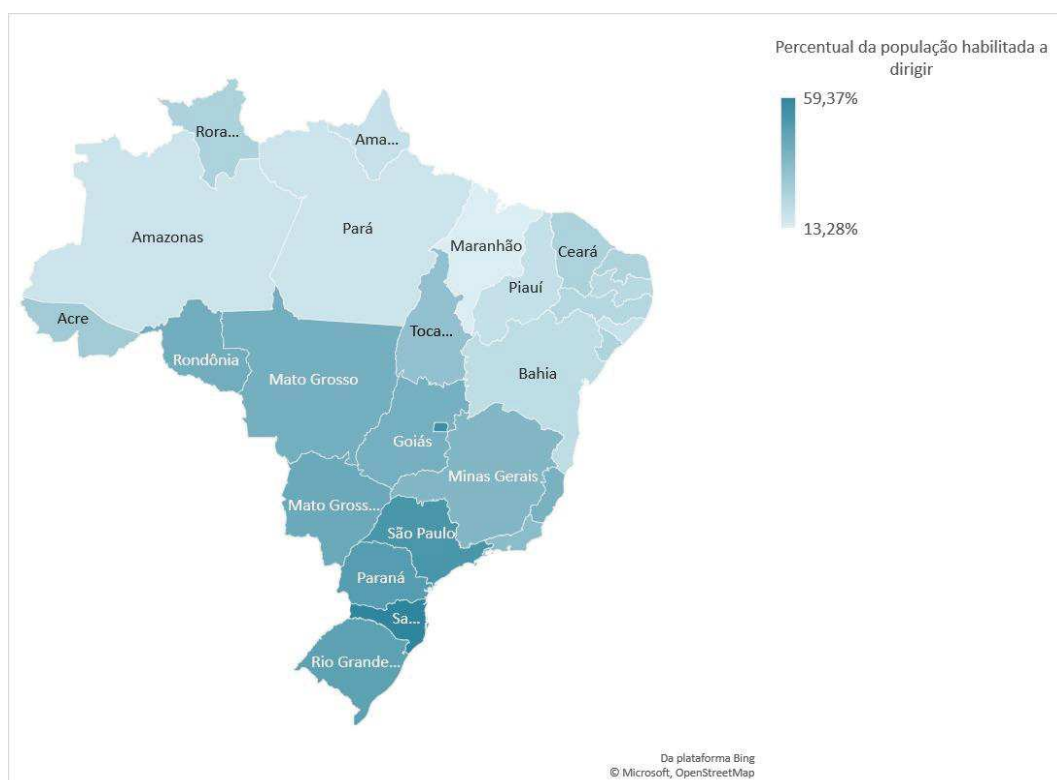 Percentual da população habilitada a
dirigir
59,37%
13,28%
Rora...
Ama...
Amazonas
Pará
Maranhão
Ceará
Piauí
Acre
Toca...
Rondônia
Mato Grosso
Bahia
Goiás
Minas Gerais
Mato Gross...
São Paulo
Paraná
Sa...
Rio Grande...
Da plataforma Bing
© Microsoft, OpenStreetMap